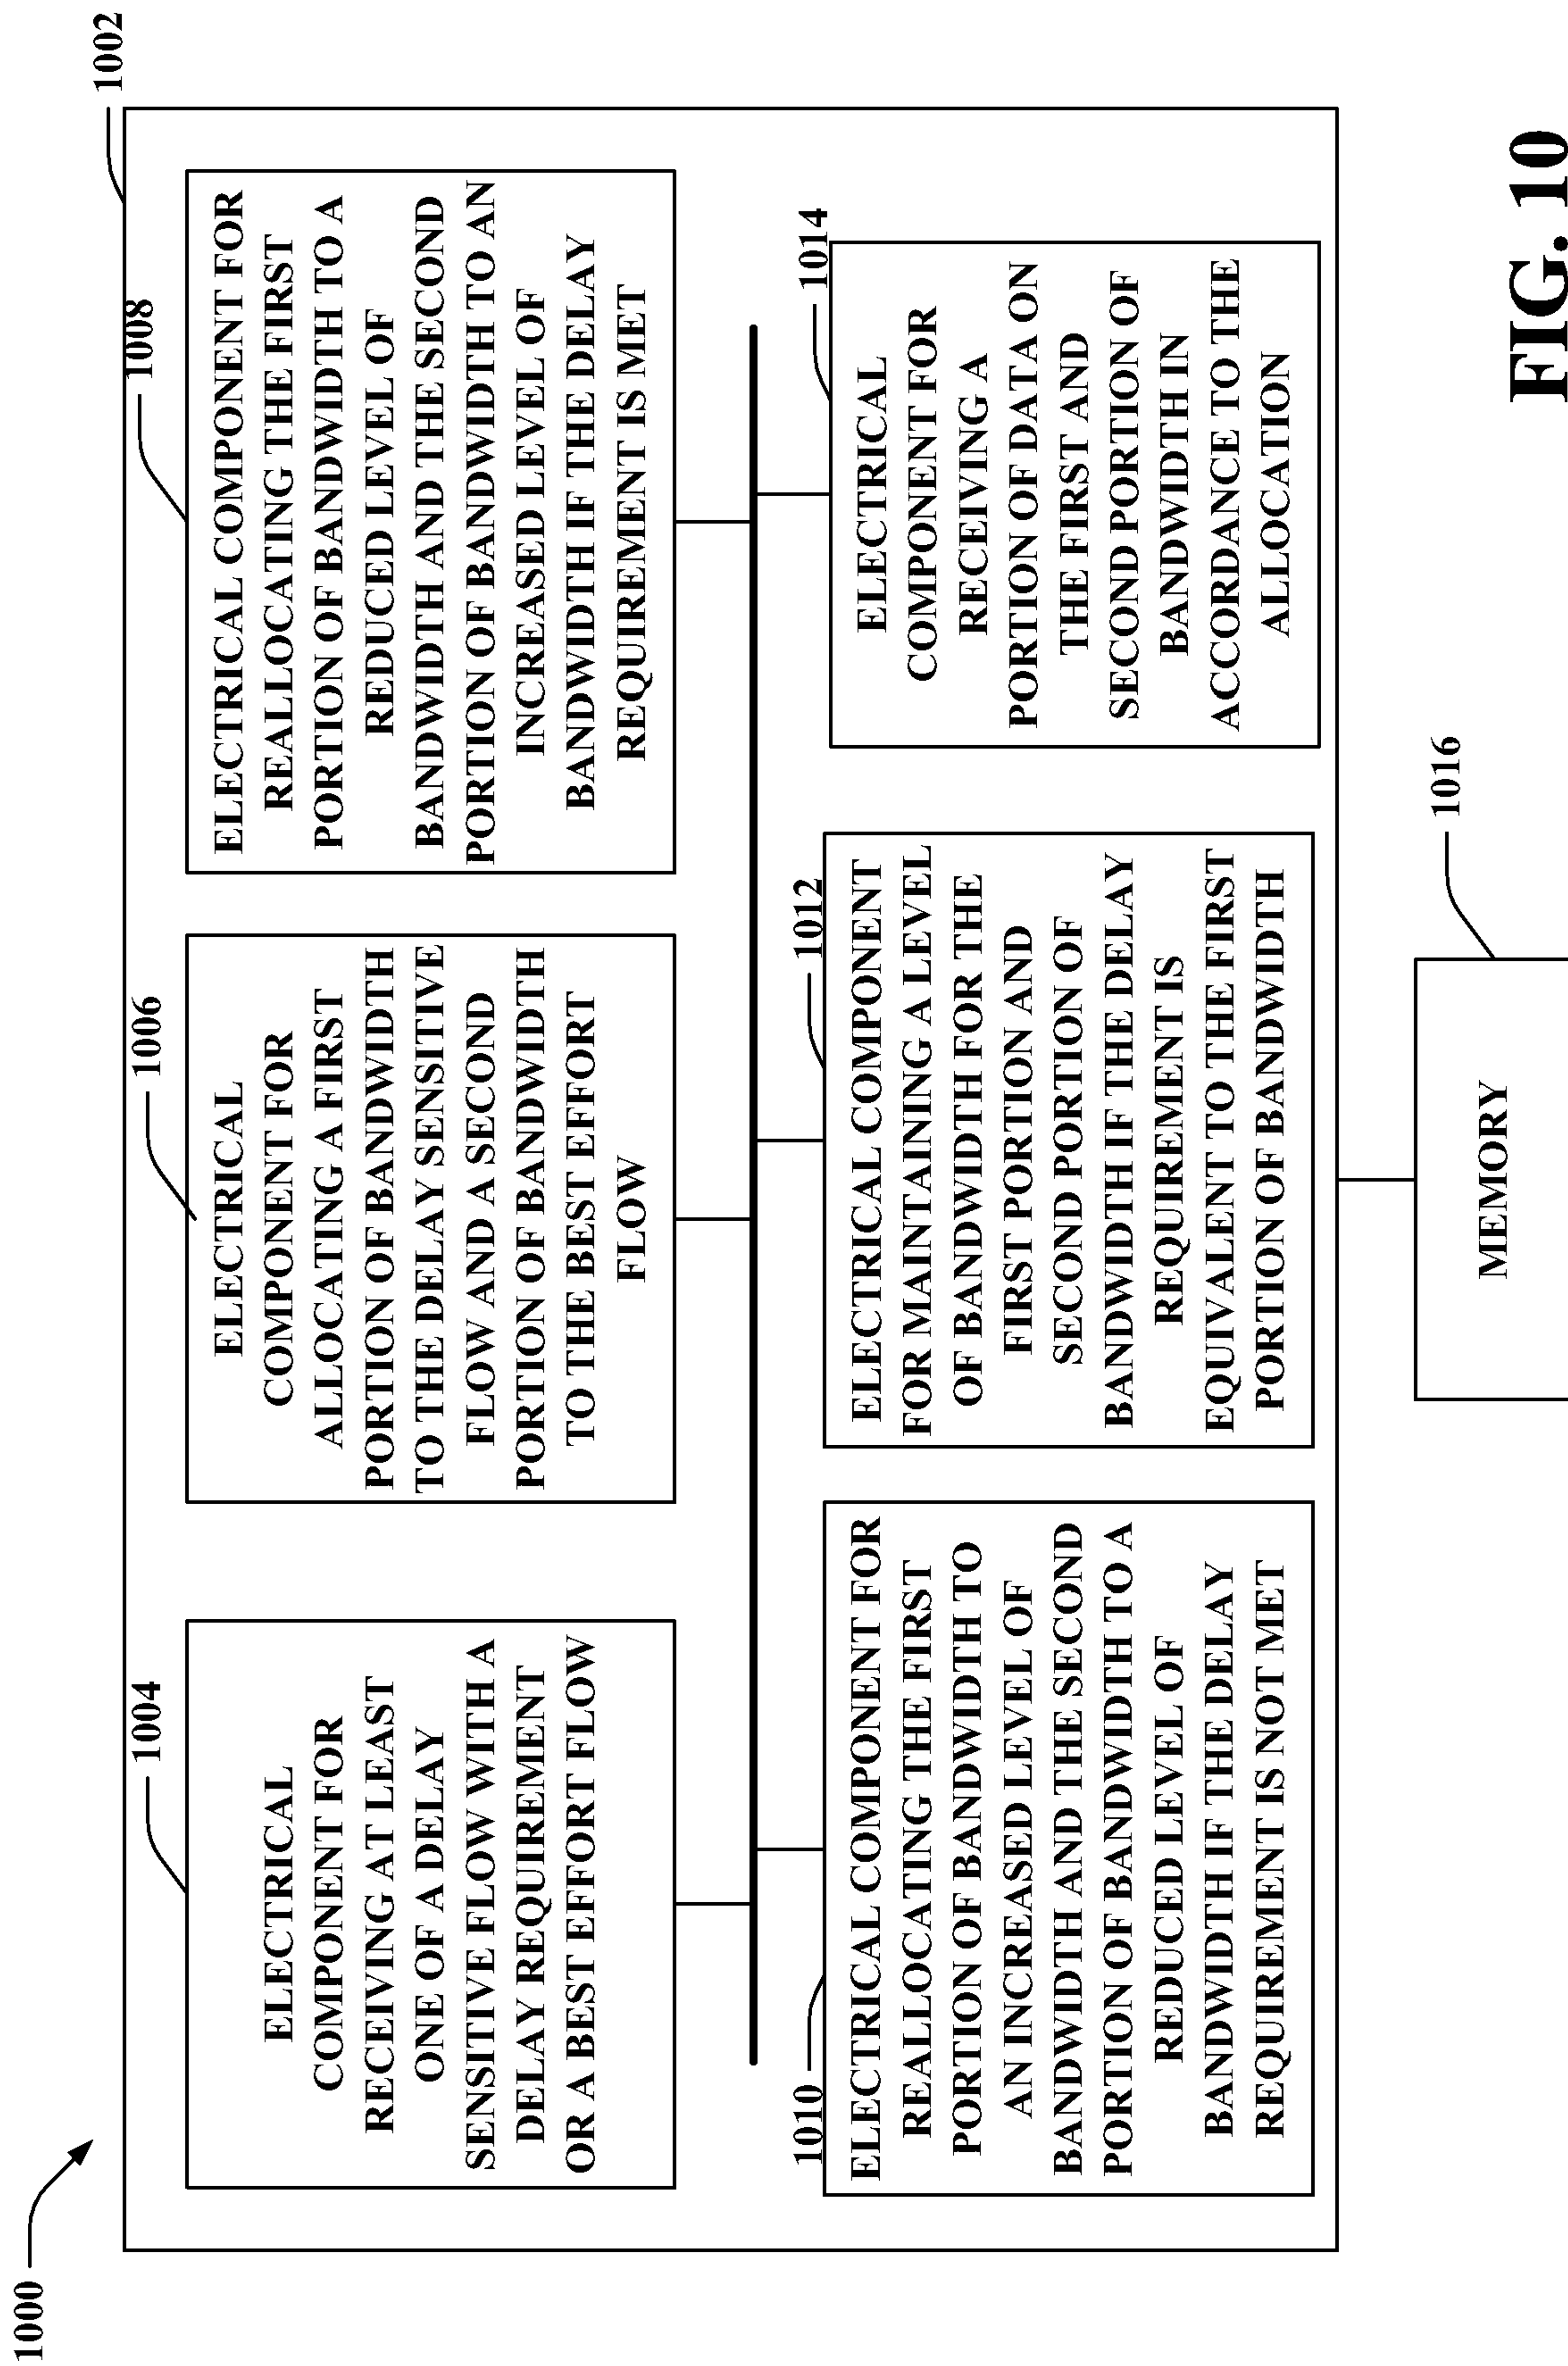 1000
1002
1004
ELECTRICAL
COMPONENT FOR
RECEIVING AT LEAST
ONE OF A DELAY
SENSITIVE FLOW WITH A
DELAY REQUIREMENT
OR A BEST EFFORT FLOW
1006
ELECTRICAL
COMPONENT FOR
ALLOCATING A FIRST
PORTION OF BANDWIDTH
TO THE DELAY SENSITIVE
FLOW AND A SECOND
PORTION OF BANDWIDTH
TO THE BEST EFFORT
FLOW
1008
ELECTRICAL COMPONENT FOR
REALLOCATING THE FIRST
PORTION OF BANDWIDTH TO A
REDUCED LEVEL OF
BANDWIDTH AND THE SECOND
PORTION OF BANDWIDTH TO AN
INCREASED LEVEL OF
BANDWIDTH IF THE DELAY
REQUIREMENT IS MET
1010
ELECTRICAL COMPONENT FOR
REALLOCATING THE FIRST
PORTION OF BANDWIDTH TO
AN INCREASED LEVEL OF
BANDWIDTH AND THE SECOND
PORTION OF BANDWIDTH TO A
REDUCED LEVEL OF
BANDWIDTH IF THE DELAY
REQUIREMENT IS NOT MET
1012
ELECTRICAL COMPONENT
FOR MAINTAINING A LEVEL
OF BANDWIDTH FOR THE
FIRST PORTION AND
SECOND PORTION OF
BANDWIDTH IF THE DELAY
REQUIREMENT IS
EQUIVALENT TO THE FIRST
PORTION OF BANDWIDTH
1014
ELECTRICAL
COMPONENT FOR
RECEIVING A
PORTION OF DATA ON
THE FIRST AND
SECOND PORTION OF
BANDWIDTH IN
ACCORDANCE TO THE
ALLOCATION
1016
MEMORY
FIG. 10